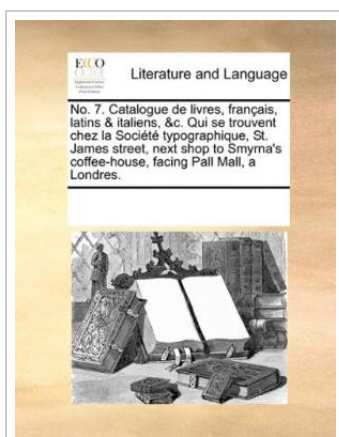 ECCO
Literature and Language
No. 7. Catalogue de livres, français,
latins & italiens, &c. Qui se trouvent
chez la Société typographique, St.
James street, next shop to Smyrna's
coffee-house, facing Pall Mall, a
Londres.